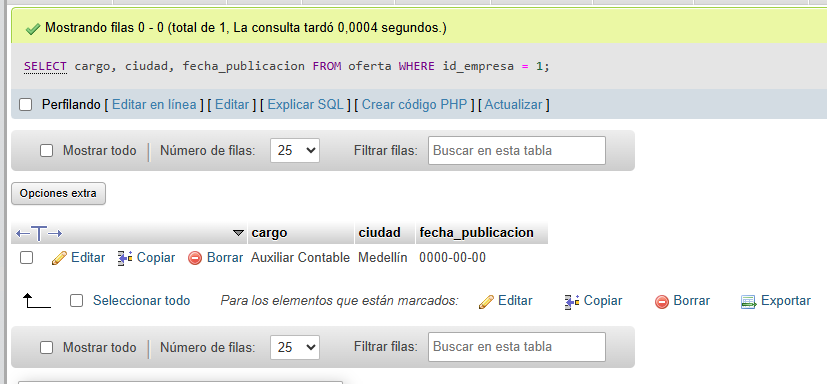 Mostrando filas 0 - 0 (total de 1, La consulta tardó 0,0004 segundos.)
SELECT cargo, ciudad, fecha_publicacion FROM oferta WHERE id_empresa = 1;
Perfilando [ Editar en línea ] [ Editar ] [ Explicar SQL ] [ Crear código PHP ] [ Actualizar ]
Mostrar todo | Número de filas: 25 Filtrar filas: Buscar en esta tabla
Opciones extra
←T→ cargo ciudad fecha_publicacion
Editar Copiar Borrar Auxiliar Contable Medellín 0000-00-00
Seleccionar todo Para los elementos que están marcados: Editar Copiar Borrar Exportar
Mostrar todo | Número de filas: 25 Filtrar filas: Buscar en esta tabla